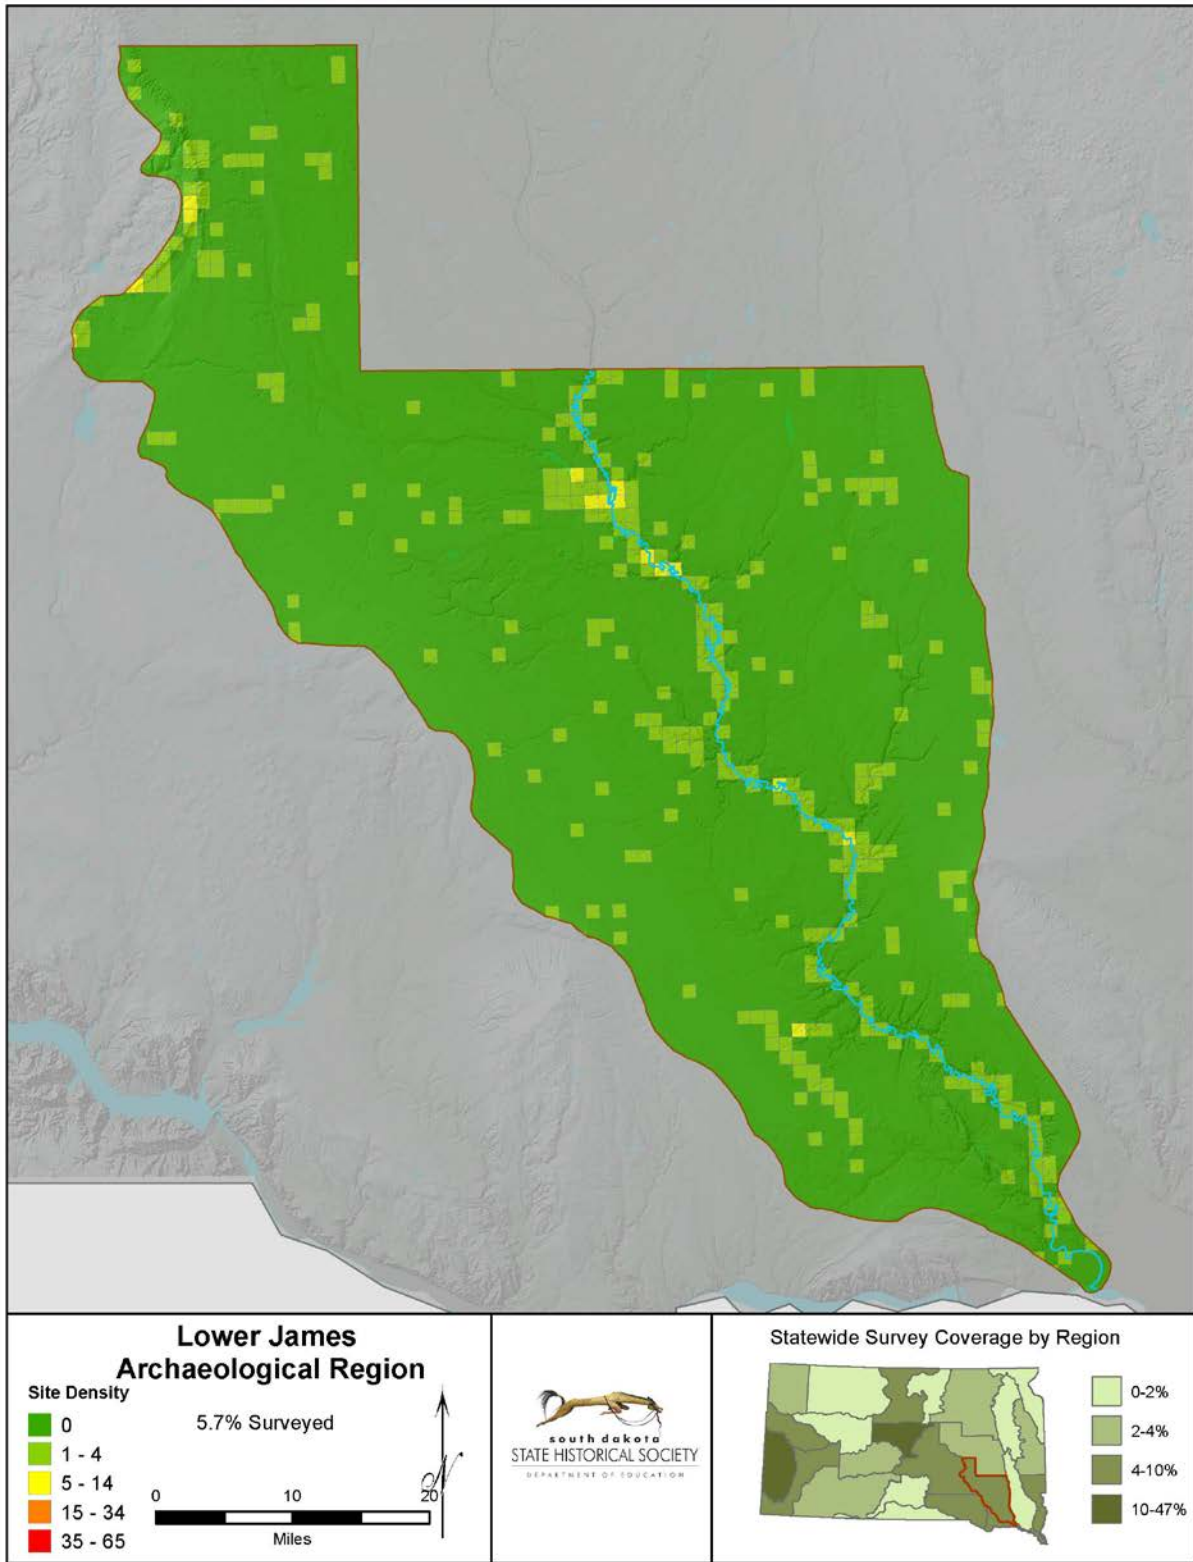 Lower James
Archaeological Region
Site Density
5.7% Surveyed
0
1 - 4
5 - 14
15 - 34
35 - 65
N
0 10 20
Miles
south dakota
STATE HISTORICAL SOCIETY
DEPARTMENT OF EDUCATION
Statewide Survey Coverage by Region
0-2%
2-4%
4-10%
10-47%